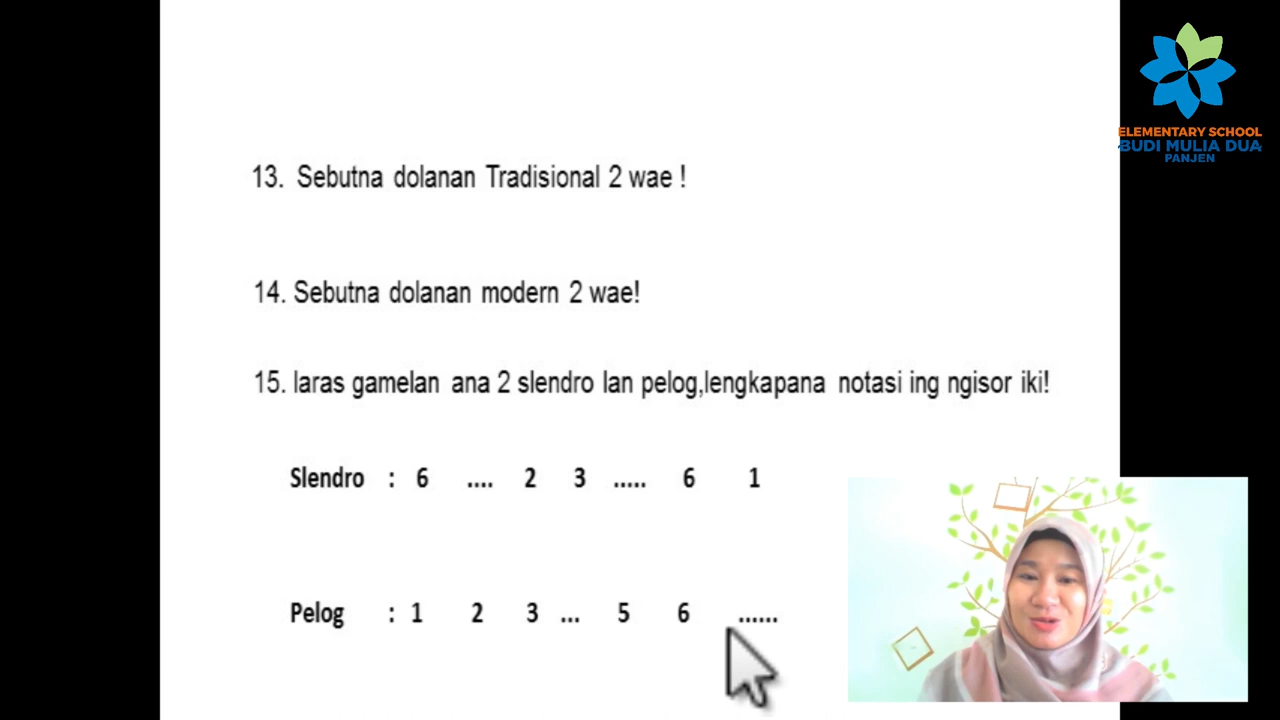 ELEMENTARY SCHOOL
BUDI MULIA DUA
PANJEN
13. Sebutna dolanan Tradisional 2 wae !
14. Sebutna dolanan modern 2 wae!
15. laras gamelan ana 2 slendro lan pelog,lengkapana notasi ing ngisor iki!
Slendro : 6 .... 2 3 ..... 6 1
Pelog : 1 2 3 ... 5 6 ......